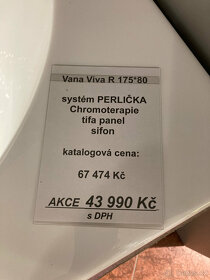 Vana Viva R 175*80
systém PERLIČKA
Chromoterapie
tifa panel
sifon
katalogová cena:
67 474 Kč
AKCE 43 990 Kč
s DPH